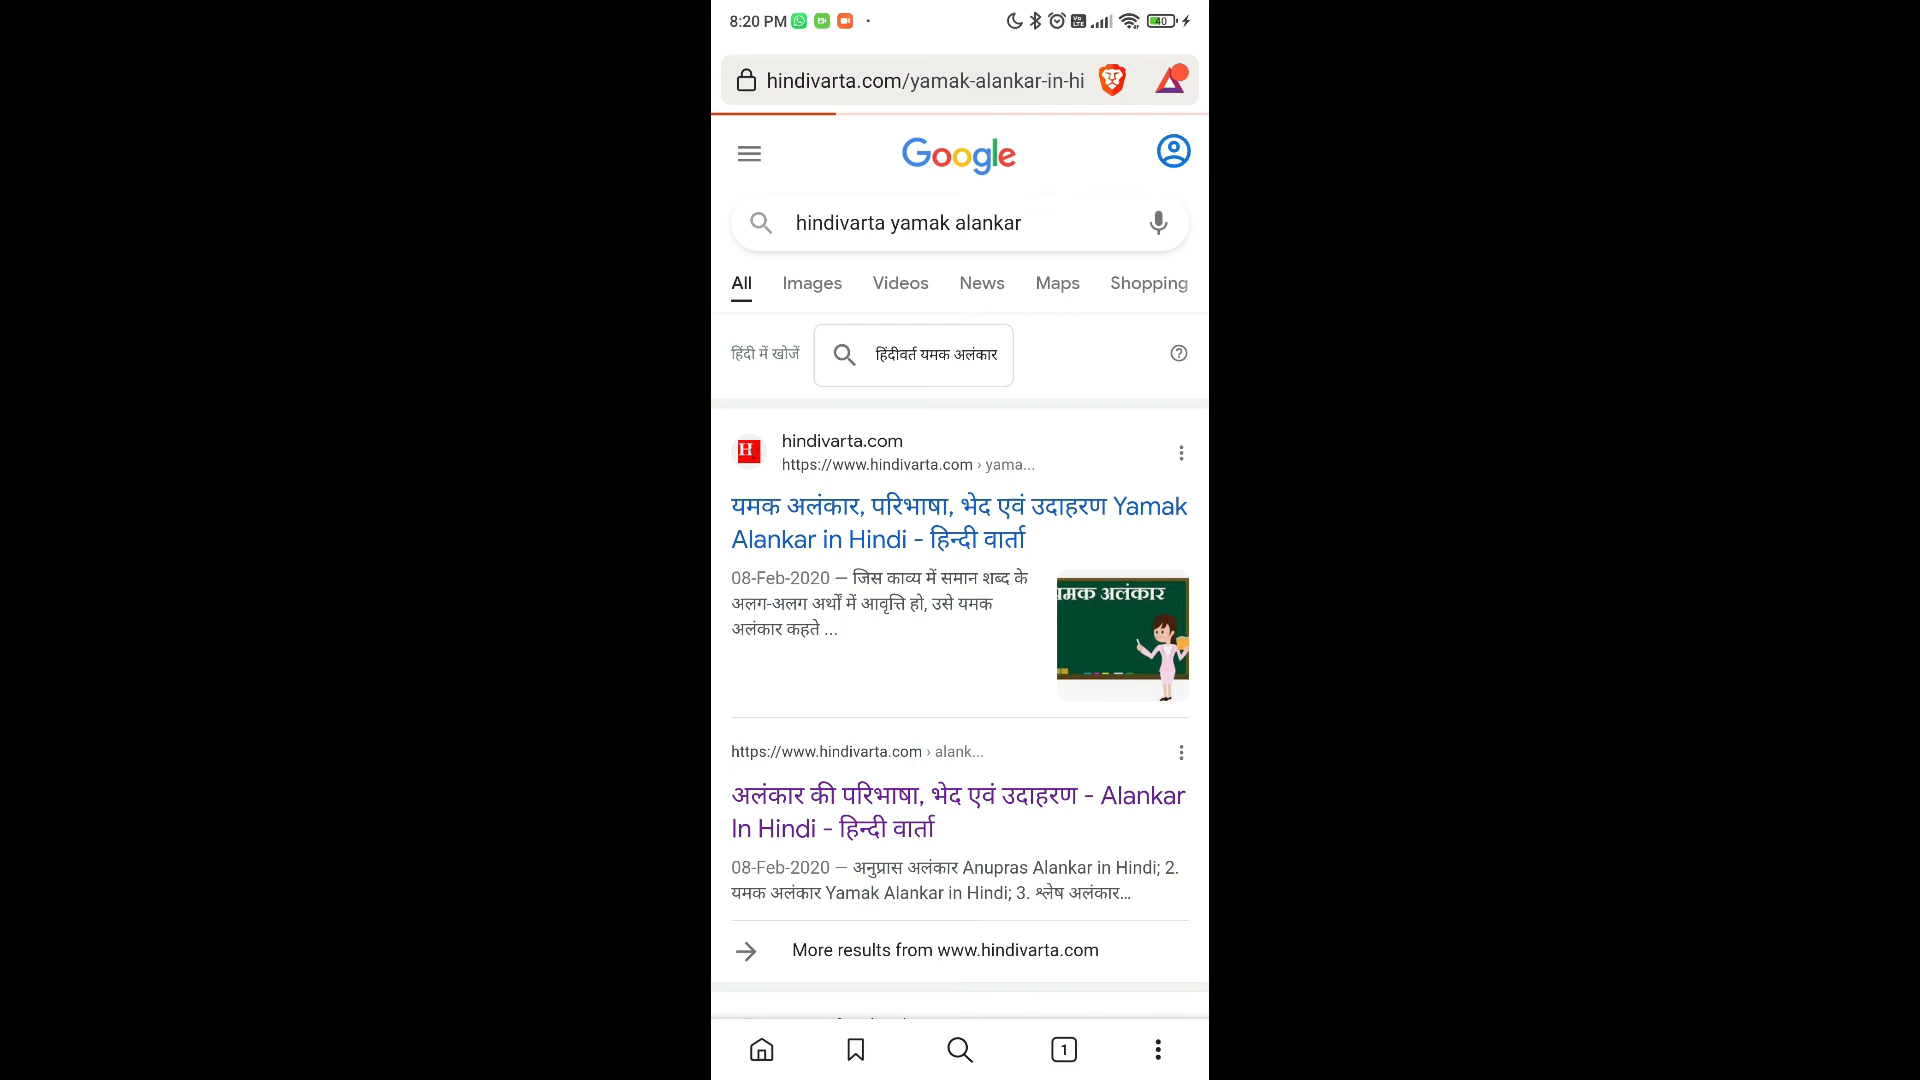 8:20 PM
Vo LTE
40
hindivarta.com/yamak-alankar-in-hi
Google
hindivarta yamak alankar
All Images Videos News Maps Shopping
हिंदी में खोजें
हिंदीवर्त यमक अलंकार
H
hindivarta.com
https://www.hindivarta.com › yama...
यमक अलंकार, परिभाषा, भेद एवं उदाहरण Yamak
Alankar in Hindi - हिन्दी वार्ता
08-Feb-2020 — जिस काव्य में समान शब्द के
अलग-अलग अर्थों में आवृत्ति हो, उसे यमक
अलंकार कहते ...
यमक अलंकार
https://www.hindivarta.com › alank...
अलंकार की परिभाषा, भेद एवं उदाहरण - Alankar
In Hindi - हिन्दी वार्ता
08-Feb-2020 — अनुप्रास अलंकार Anupras Alankar in Hindi; 2.
यमक अलंकार Yamak Alankar in Hindi; 3. श्लेष अलंकार...
More results from www.hindivarta.com
1